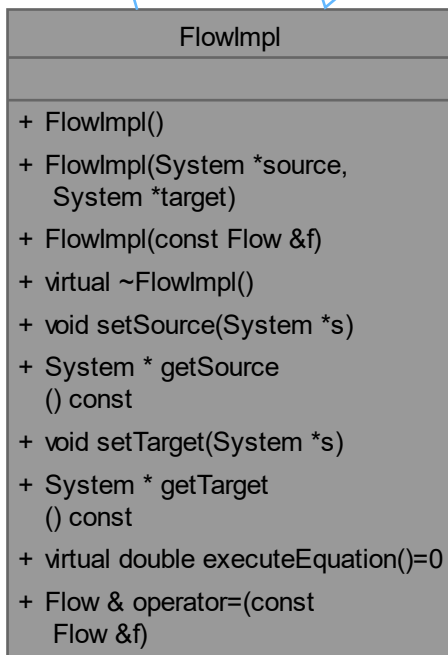 FlowImpl
+ FlowImpl()
+ FlowImpl(System *source,
System *target)
+ FlowImpl(const Flow &f)
+ virtual ~FlowImpl()
+ void setSource(System *s)
+ System * getSource
() const
+ void setTarget(System *s)
+ System * getTarget
() const
+ virtual double executeEquation()=0
+ Flow & operator=(const
Flow &f)